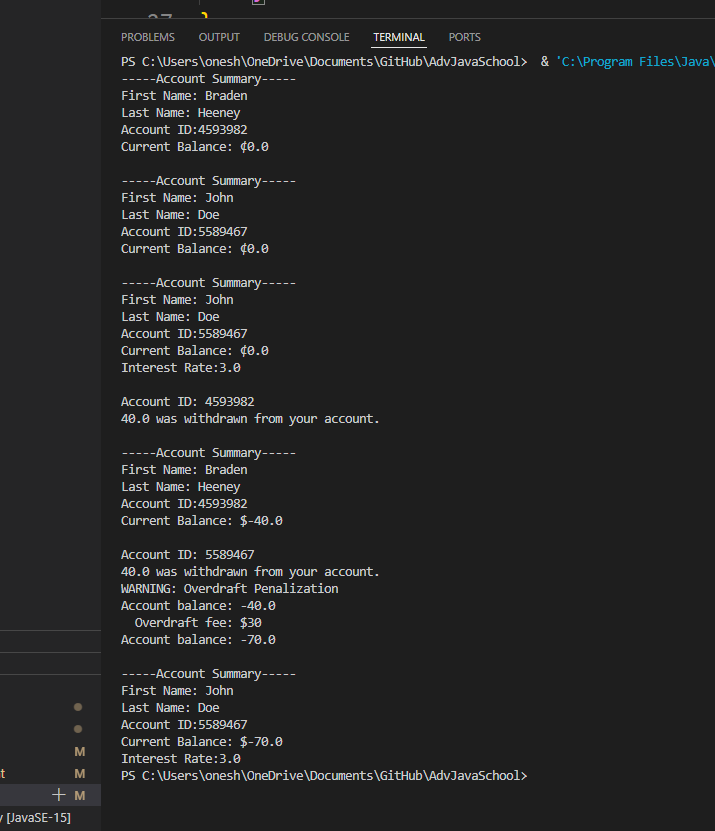 PROBLEMS OUTPUT DEBUG CONSOLE TERMINAL PORTS
PS C:\Users\onesh\OneDrive\Documents\GitHub\AdvJavaSchool> & 'C:\Program Files\Java\
-----Account Summary-----
First Name: Braden
Last Name: Heeney
Account ID:4593982
Current Balance: ₡0.0
-----Account Summary-----
First Name: John
Last Name: Doe
Account ID:5589467
Current Balance: ₡0.0
-----Account Summary-----
First Name: John
Last Name: Doe
Account ID:5589467
Current Balance: ₡0.0
Interest Rate:3.0
Account ID: 4593982
40.0 was withdrawn from your account.
-----Account Summary-----
First Name: Braden
Last Name: Heeney
Account ID:4593982
Current Balance: $-40.0
Account ID: 5589467
40.0 was withdrawn from your account.
WARNING: Overdraft Penalization
Account balance: -40.0
Overdraft fee: $30
Account balance: -70.0
-----Account Summary-----
First Name: John
Last Name: Doe
Account ID:5589467
Current Balance: $-70.0
Interest Rate:3.0
PS C:\Users\onesh\OneDrive\Documents\GitHub\AdvJavaSchool>
M
t M
M
y [JavaSE-15]